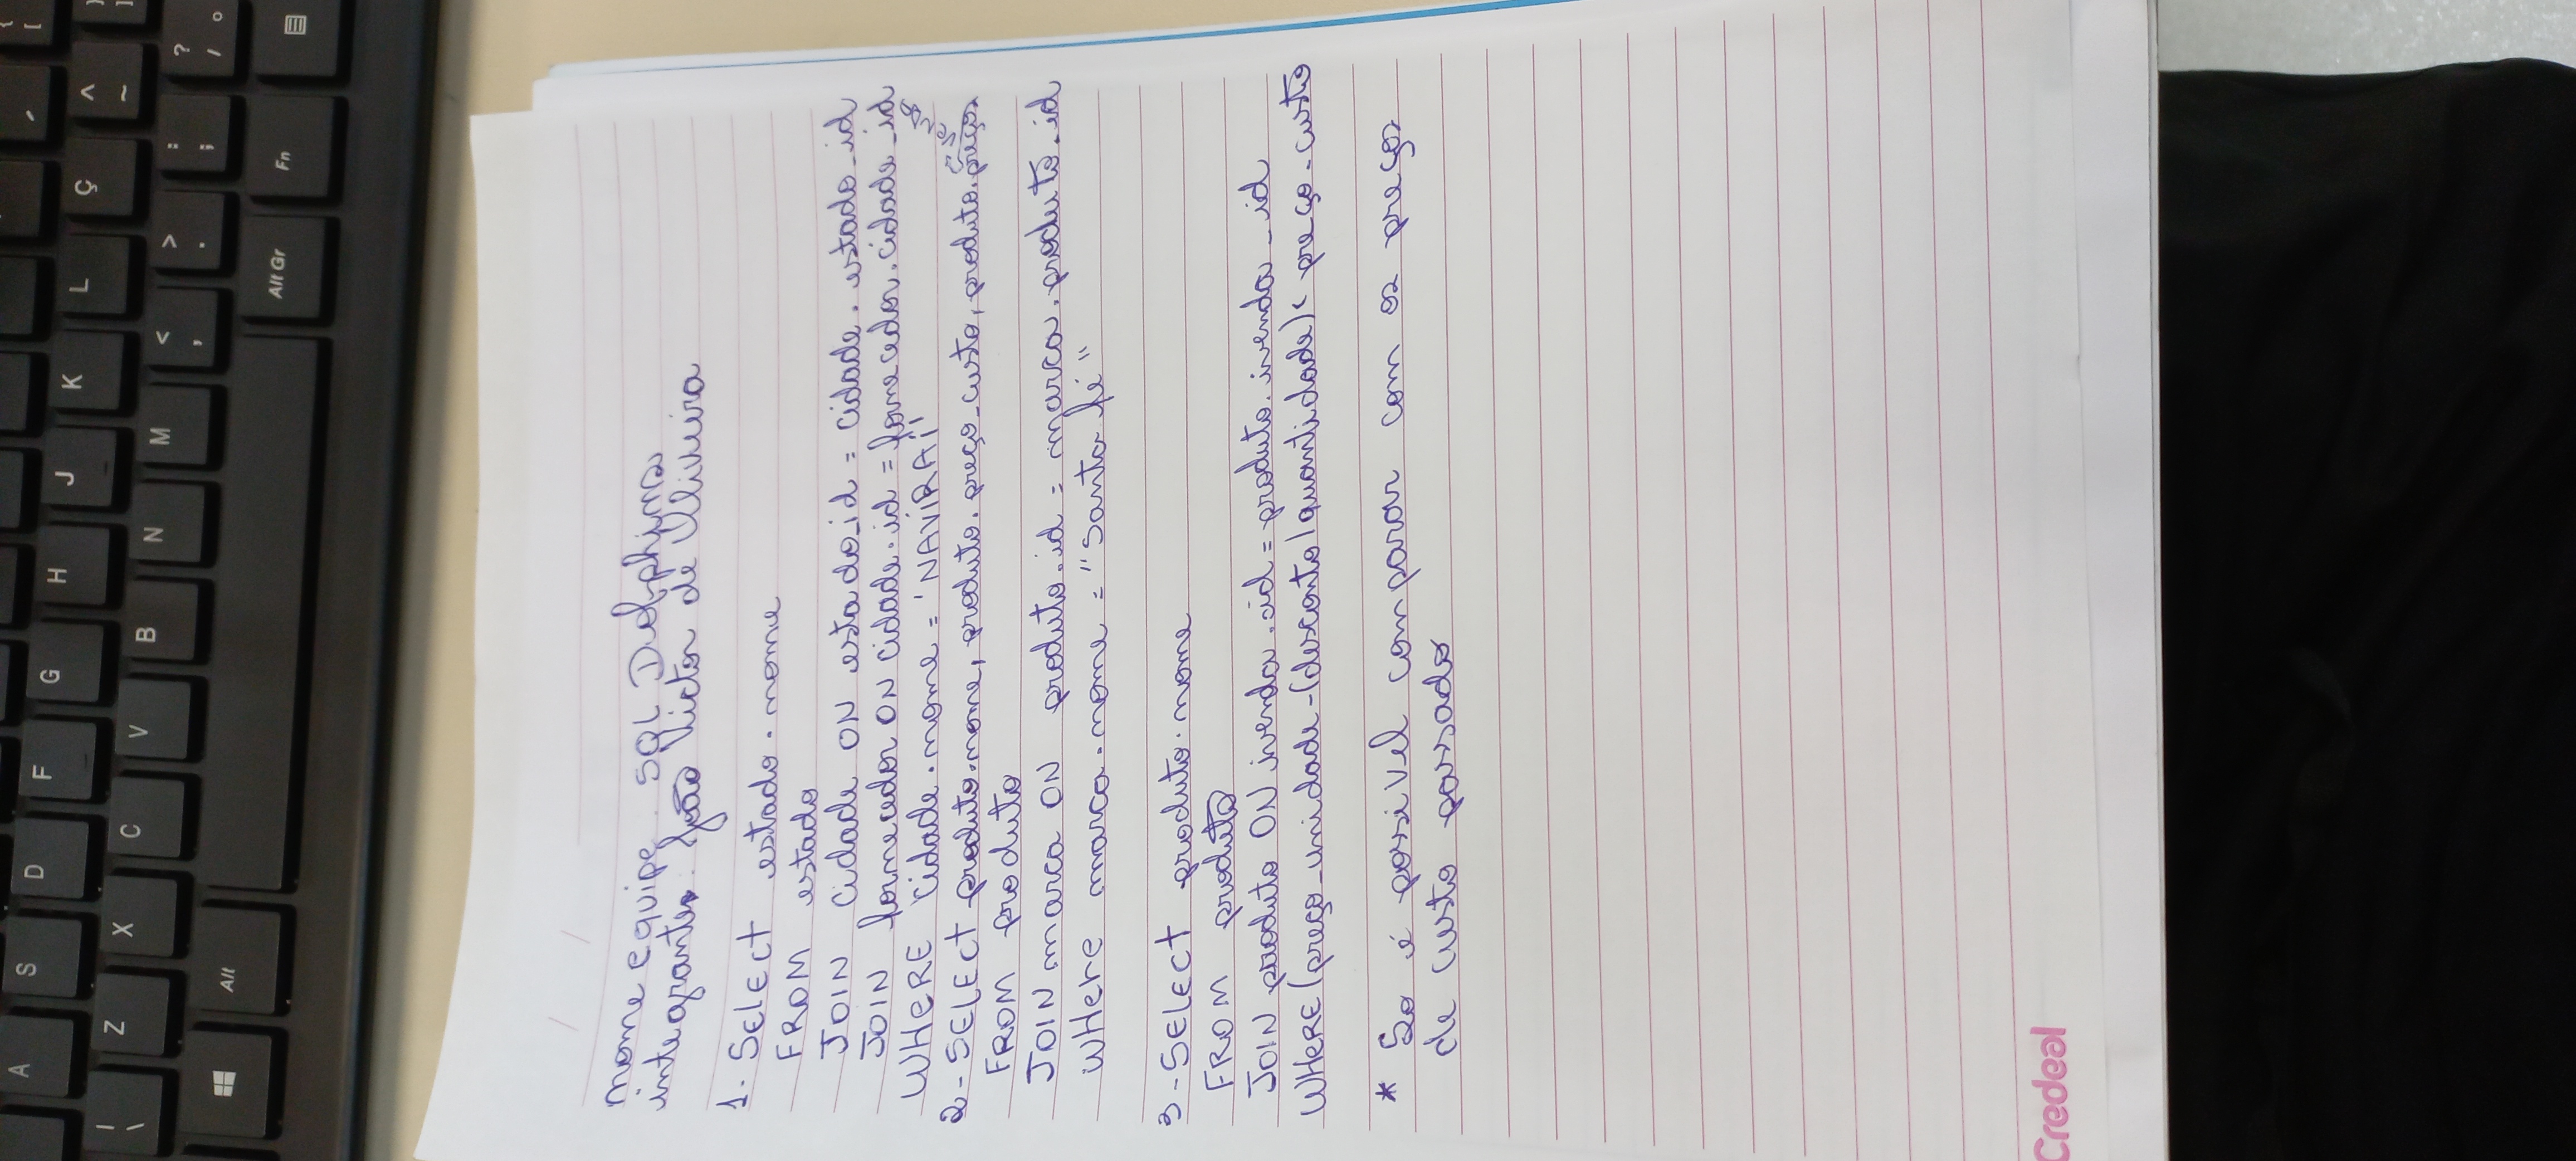 A S D F G H J K L Ç ^ ~ { [
| \ Z X C V B N M < , > . : ; ? / °
Alt Alt Gr Fn
nome equipe. SQL Dolphins
integrantes: João Victor de Oliveira
1. SELECT estado.nome
FROM estado
JOIN cidade ON estado.id = cidade.estado_id
JOIN fornecedor ON cidade.id = fornecedor.cidade_id
WHERE cidade.nome = 'NAVIRAÍ'
2 - SELECT produto.nome, produto.preço_custo, produto.preço_venda
FROM produto
JOIN marca ON produto.id = marca.produto_id
WHere marca.nome = "Santa fé"
3 - SELECT produto.nome
FROM produto
JOIN produto ON ivenda.id = produto.ivenda_id
WHERE (preço_unidade-(desconto/quantidade)< preço_custo
* So é possivel comparar com os preços
de custo passado
Credeal